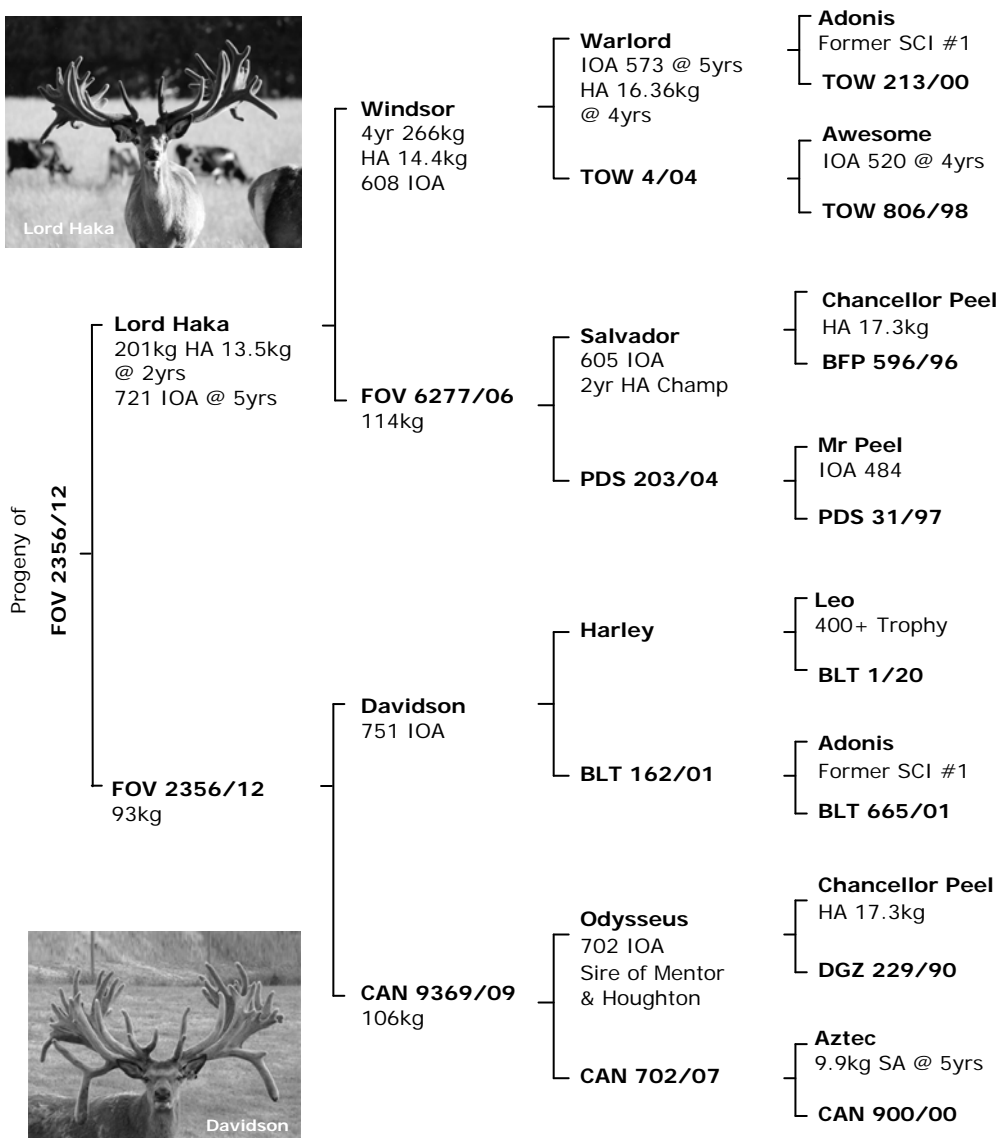 Lord Haka
Progeny of
FOV 2356/12
Lord Haka
201kg HA 13.5kg
@ 2yrs
721 IOA @ 5yrs
FOV 2356/12
93kg
Windsor
4yr 266kg
HA 14.4kg
608 IOA
FOV 6277/06
114kg
Davidson
751 IOA
CAN 9369/09
106kg
Warlord
IOA 573 @ 5yrs
HA 16.36kg
@ 4yrs
TOW 4/04
Salvador
605 IOA
2yr HA Champ
PDS 203/04
Harley
BLT 162/01
Odysseus
702 IOA
Sire of Mentor
& Houghton
CAN 702/07
Adonis
Former SCI #1
TOW 213/00
Awesome
IOA 520 @ 4yrs
TOW 806/98
Chancellor Peel
HA 17.3kg
BFP 596/96
Mr Peel
IOA 484
PDS 31/97
Leo
400+ Trophy
BLT 1/20
Adonis
Former SCI #1
BLT 665/01
Chancellor Peel
HA 17.3kg
DGZ 229/90
Aztec
9.9kg SA @ 5yrs
CAN 900/00
Davidson